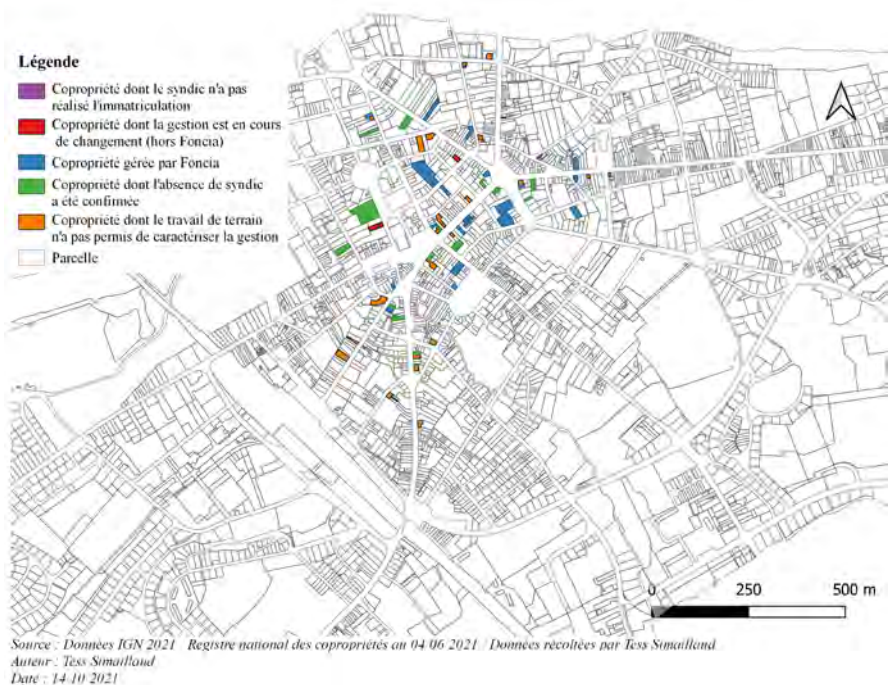 Légende
Copropriété dont le syndic n'a pas
réalisé l'immatriculation
Copropriété dont la gestion est en cours
de changement (hors Foncia)
Copropriété gérée par Foncia
Copropriété dont l'absence de syndic
a été confirmée
Copropriété dont le travail de terrain
n'a pas permis de caractériser la gestion
Parcelle
0 250 500 m
Source : Données IGN 2021 Registre national des copropriétés au 04 06 2021 / Données récoltées par Tess Simaillaud
Auteur : Tess Simaillaud
Date : 14-10-2021